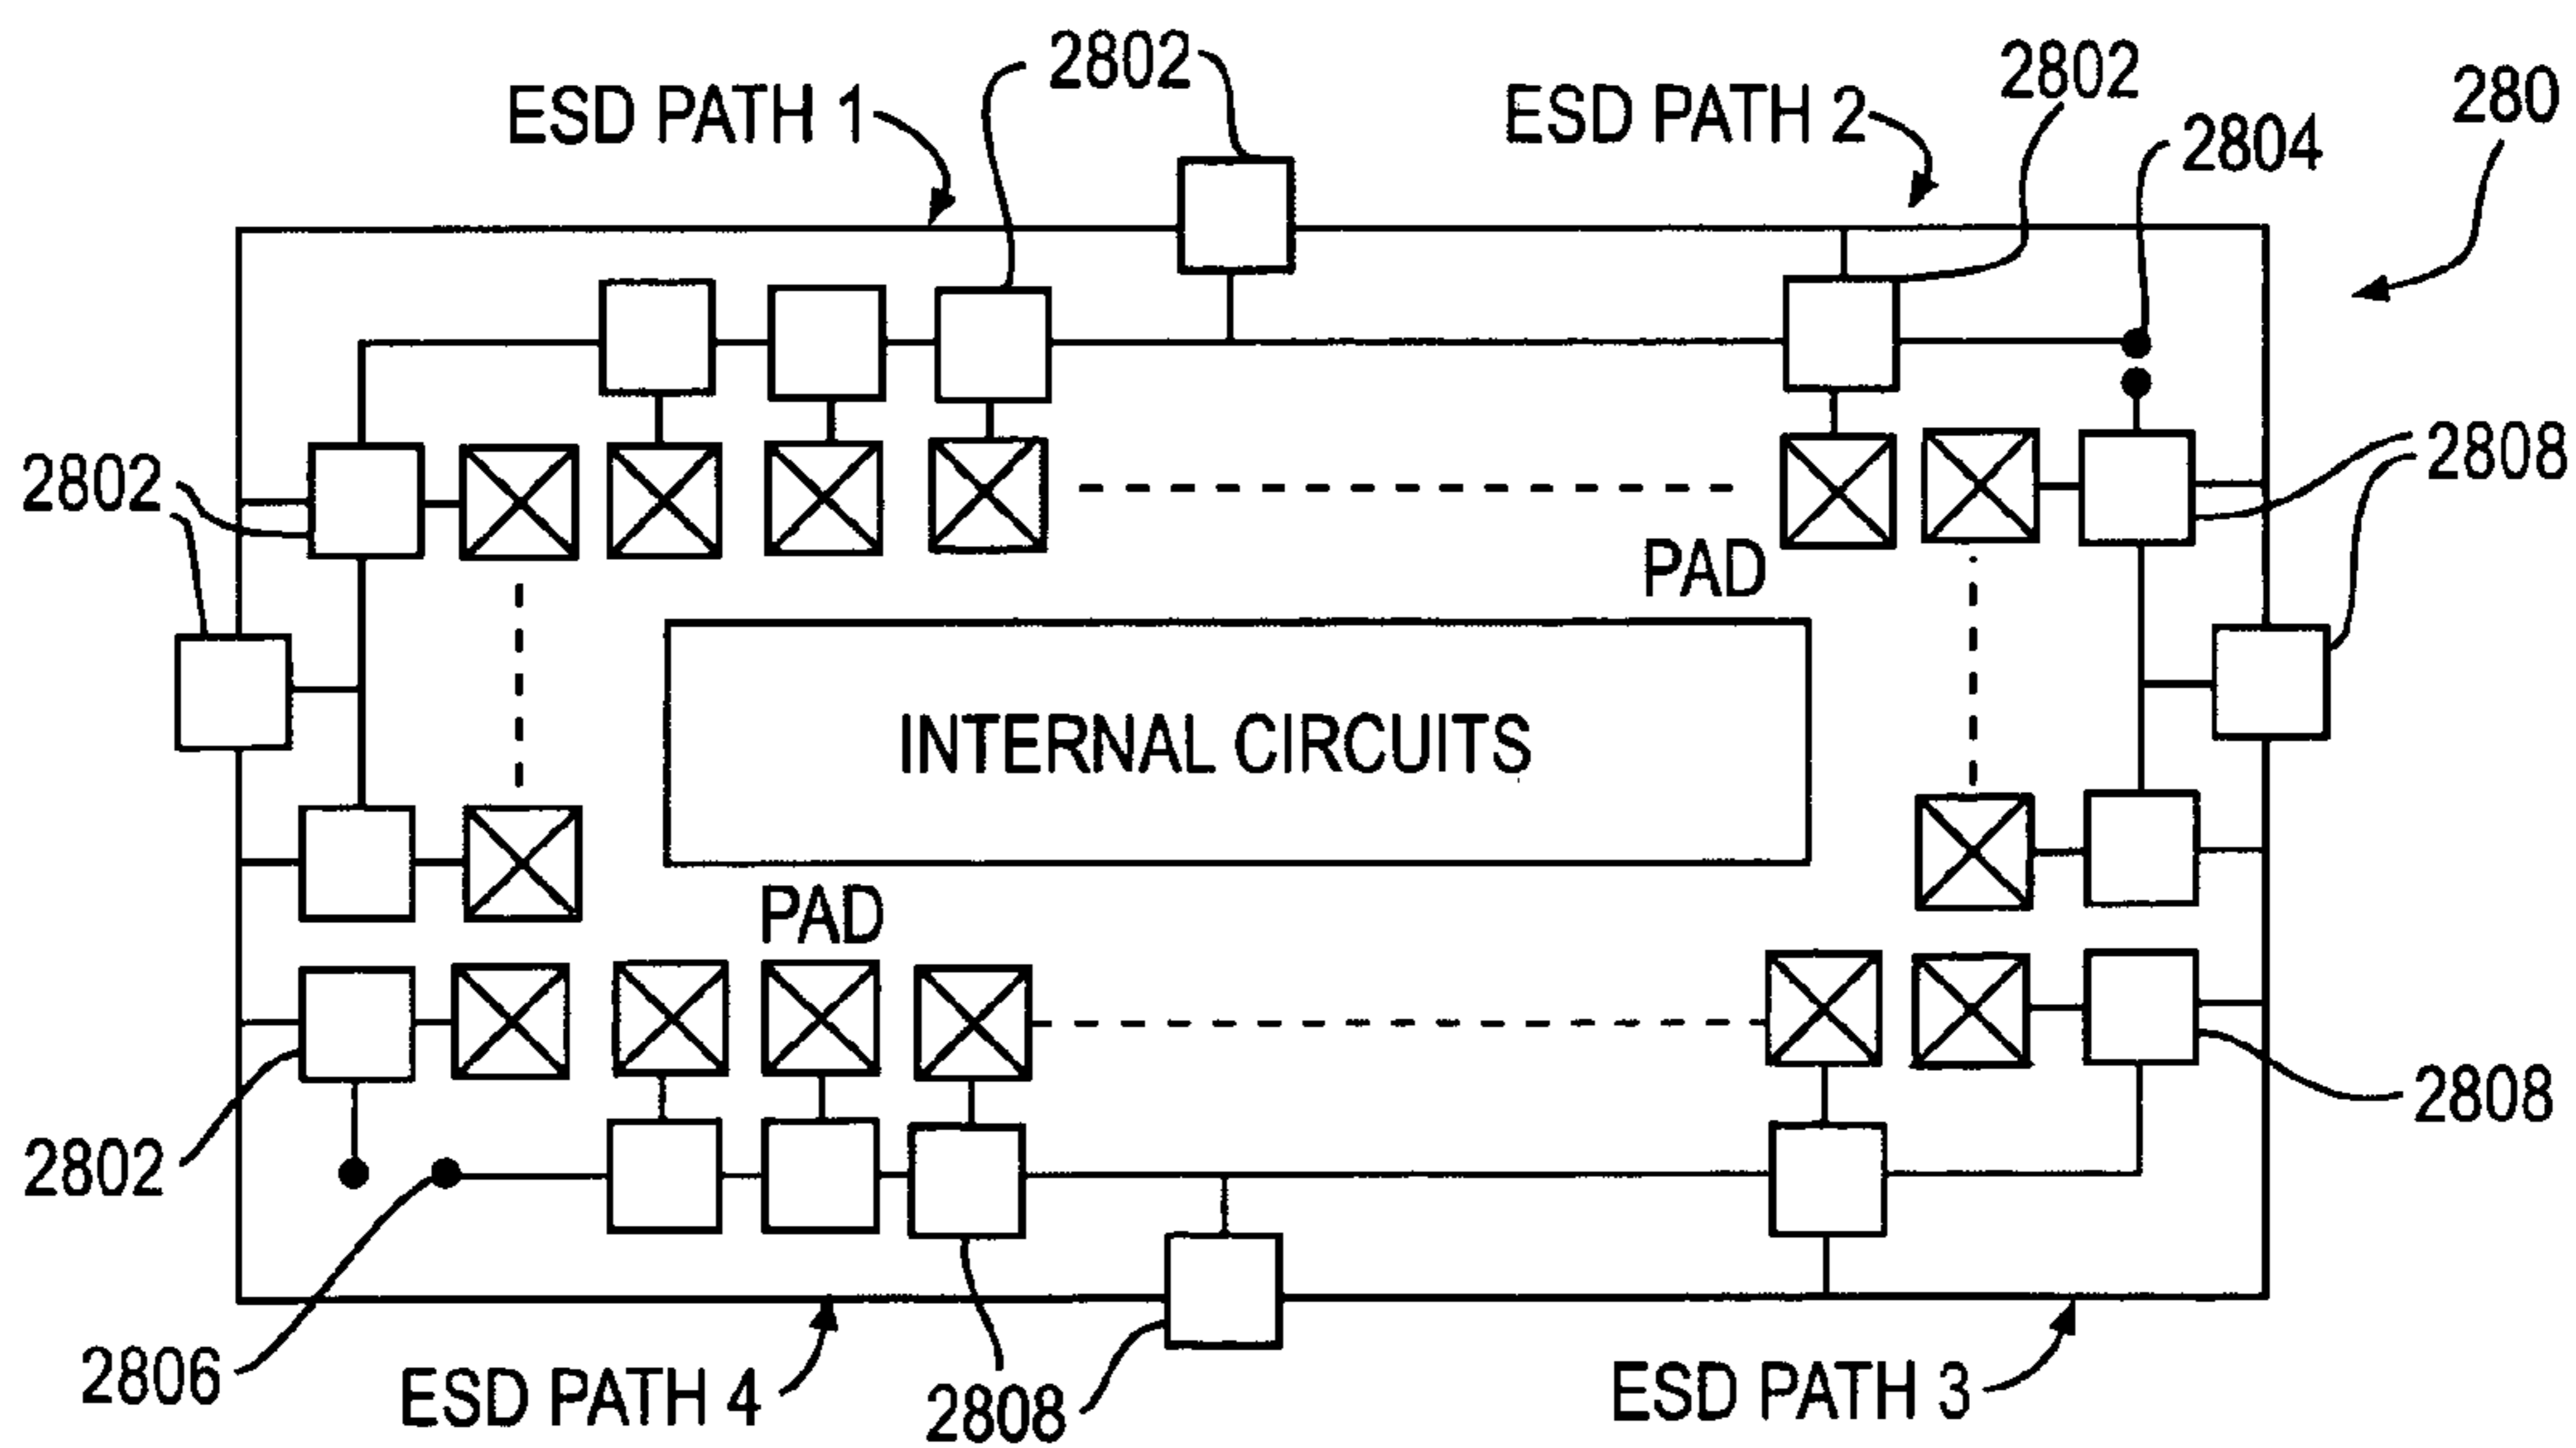 2802
ESD PATH 1
ESD PATH 2
2802
280
2804
2802
2808
PAD
INTERNAL CIRCUITS
PAD
2802
2808
2806
ESD PATH 4
2808
ESD PATH 3